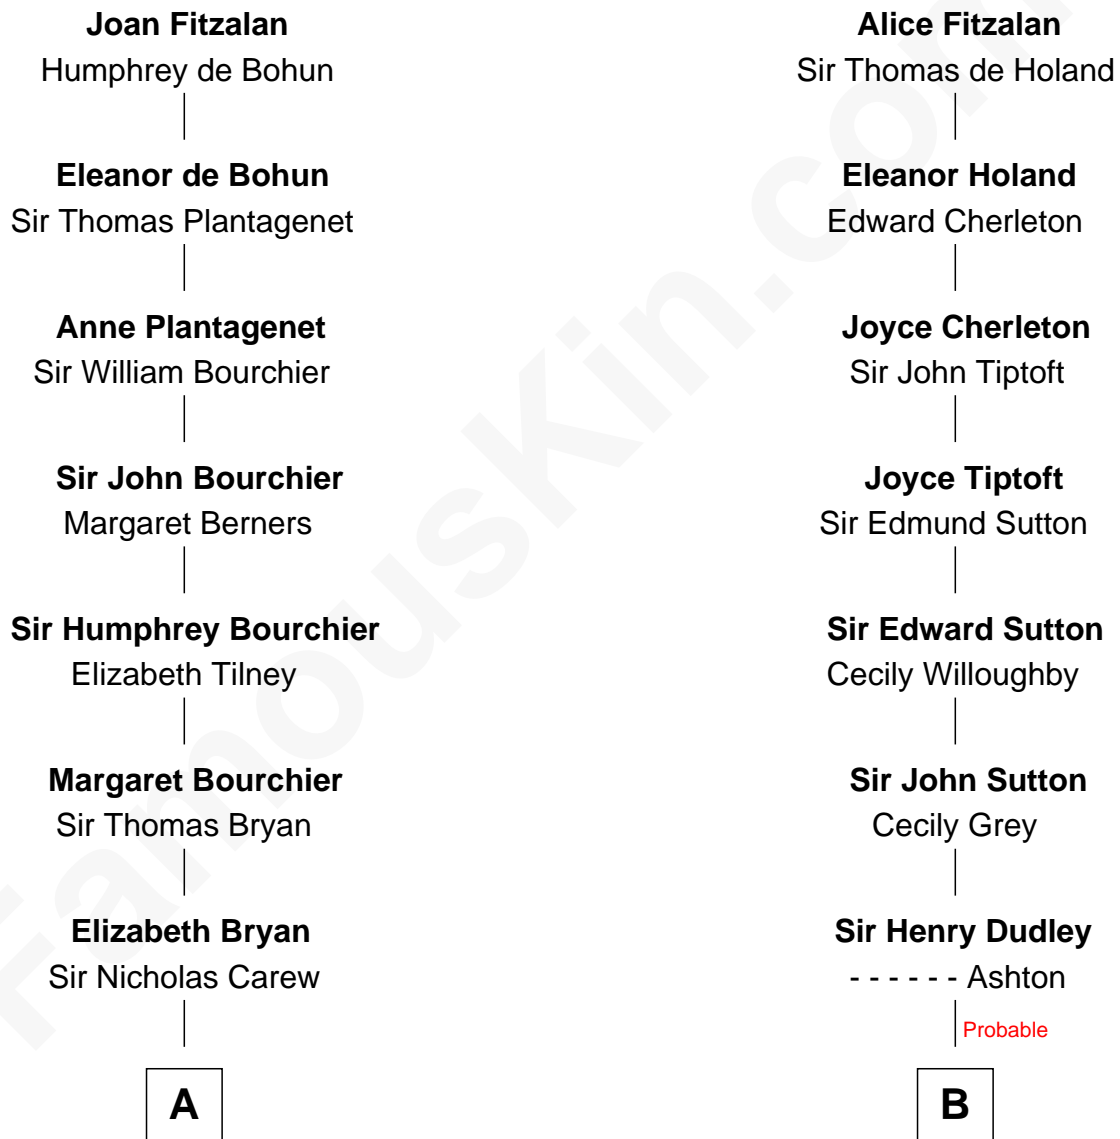 Joan Fitzalan
Humphrey de Bohun
Eleanor de Bohun
Sir Thomas Plantagenet
Anne Plantagenet
Sir William Bourchier
Sir John Bourchier
Margaret Berners
Sir Humphrey Bourchier
Elizabeth Tilney
Margaret Bourchier
Sir Thomas Bryan
Elizabeth Bryan
Sir Nicholas Carew
A
Alice Fitzalan
Sir Thomas de Holand
Eleanor Holand
Edward Cherleton
Joyce Cherleton
Sir John Tiptoft
Joyce Tiptoft
Sir Edmund Sutton
Sir Edward Sutton
Cecily Willoughby
Sir John Sutton
Cecily Grey
Sir Henry Dudley
- - - - - - Ashton
Probable
B
FamousKin.com